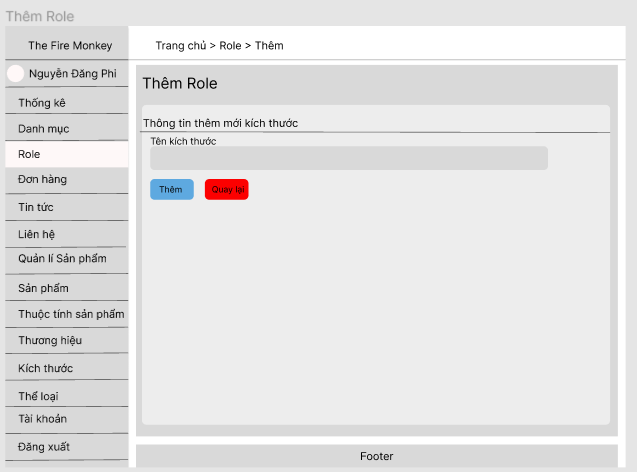 Thêm Role
The Fire Monkey
Trang chủ > Role > Thêm
Nguyễn Đăng Phi
Thống kê
Danh mục
Role
Đơn hàng
Tin tức
Liên hệ
Quản lí Sản phẩm
Sản phẩm
Thuộc tính sản phẩm
Thương hiệu
Kích thước
Thể loại
Tài khoản
Đăng xuất
Thêm Role
Thông tin thêm mới kích thước
Tên kích thước
Thêm
Quay lại
Footer